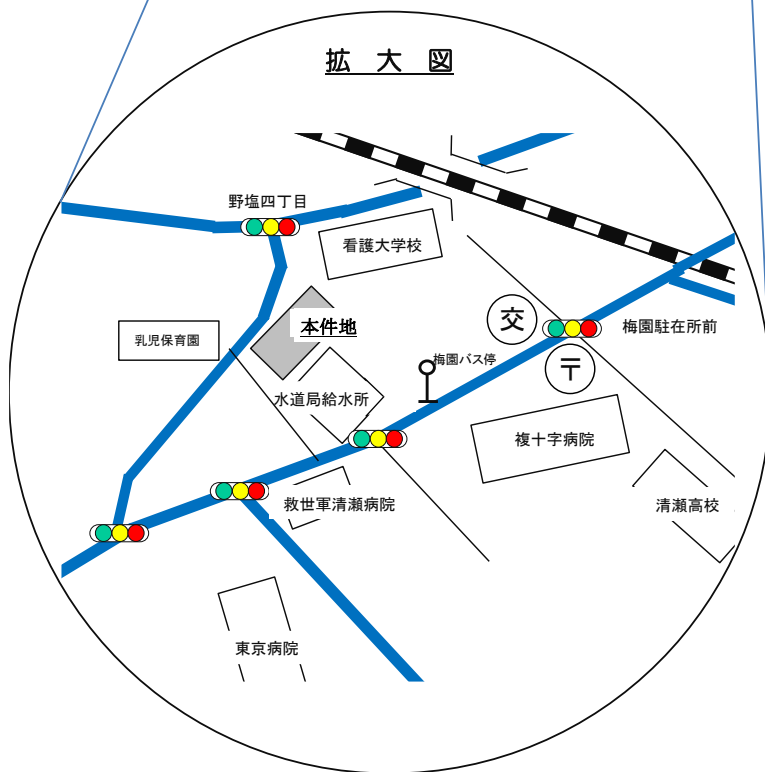 拡大図
野塩四丁目
看護大学校
本件地
乳児保育園
交
梅園駐在所前
梅園バス停
〒
水道局給水所
複十字病院
救世軍清瀬病院
清瀬高校
東京病院